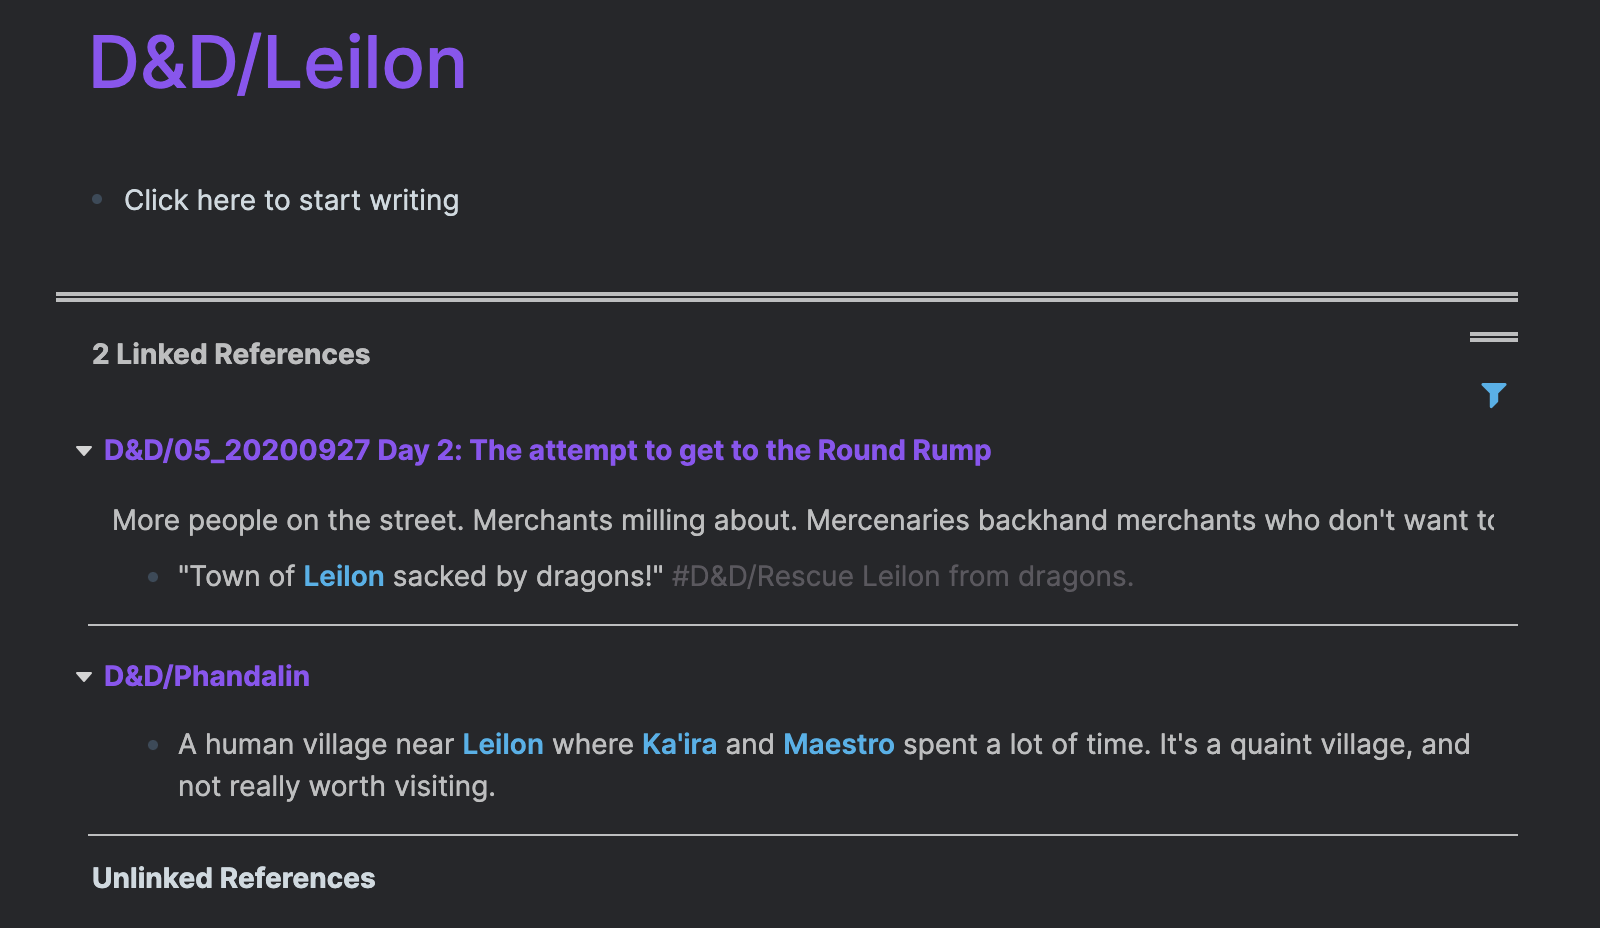 D&D/Leilon
Click here to start writing
2 Linked References
D&D/05_20200927 Day 2: The attempt to get to the Round Rump
More people on the street. Merchants milling about. Mercenaries backhand merchants who don't want to
"Town of Leilon sacked by dragons!" #D&D/Rescue Leilon from dragons.
D&D/Phandalin
A human village near Leilon where Ka'ira and Maestro spent a lot of time. It's a quaint village, and
not really worth visiting.
Unlinked References